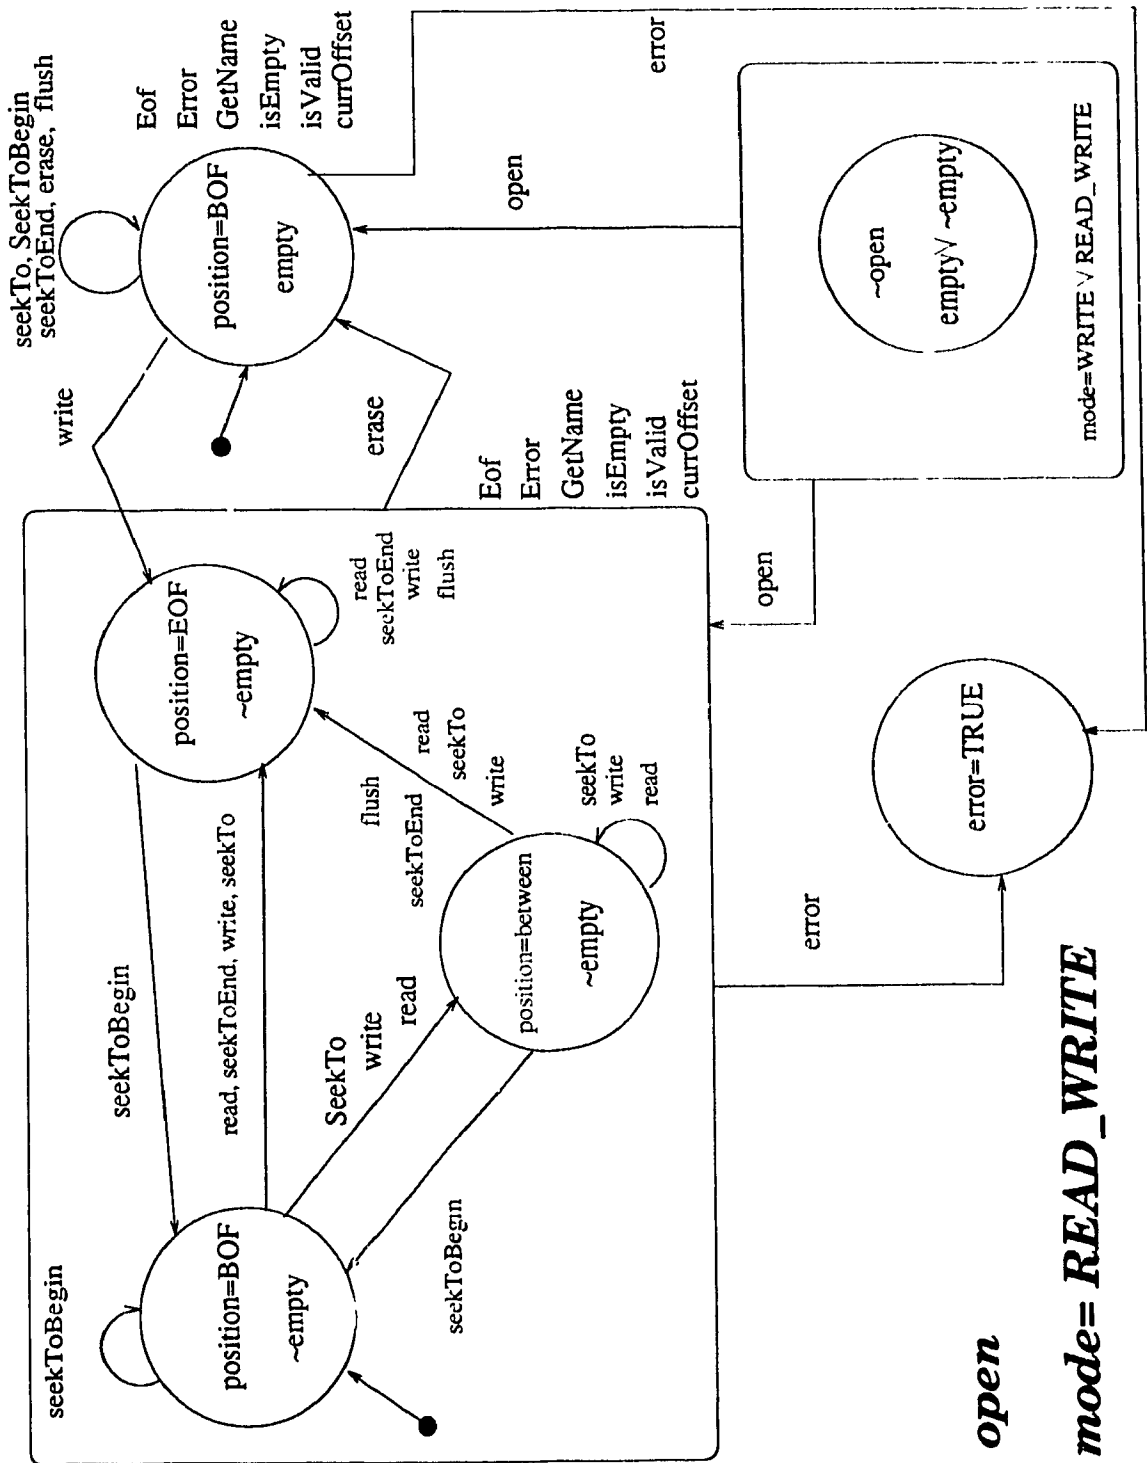 seekTo, SeekToBegin
seekToEnd, erase, flush
seekToBegin
write
seekToBegin
position=EOF
~empty
Eof
Error
GetName
isEmpty
isValid
currOffset
position=BOF
empty
position=BOF
~empty
read, seekToEnd, write, seekTo
SeekTo
write
read
read
seekToEnd
write
flush
erase
flush
seekToEnd
read
seekTo
write
seekToBegin
position=between
~empty
seekTo
write
read
Eof
Error
GetName
isEmpty
isValid
currOffset
open
error
open
error
~open
empty∨ ~empty
mode=WRITE ∨ READ_WRITE
error=TRUE
open
mode= READ_WRITE